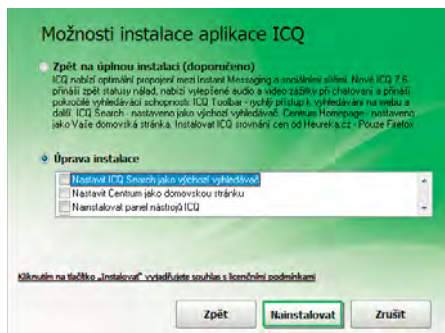 Možnosti instalace aplikace ICQ
Zpět na úplnou instalaci (doporučeno)
ICQ nabízí optimální propojení mezi Instant Messaging a sociálními sítěmi. Nové ICQ 7.6
přináší zpět statusy nálad, nabízí vylepšené audio a video zážitky při chatovaní a přináší
pokročilé vyhledávácí schopnosti: ICQ Toolbar - rychlý přístup k vyhledávání na webu a
další. ICQ Search - nastaveno jako výchozí vyhledávač. Centrum Homepage - nastaveno
jako Vaše domovská stránka. Instalovat ICQ srovnání cen od Heureka.cz - Pouze Firefox
Úprava instalace
Nastavit ICQ Search jako výchozí vyhledávač
Nastavit Centrum jako domovskou stránku
Nainstalovat panel nástrojů ICQ
Kliknutím na tlačítko „Instalovat" vyjadřujete souhlas s licenčními podmínkami
Zpět Nainstalovat Zrušit